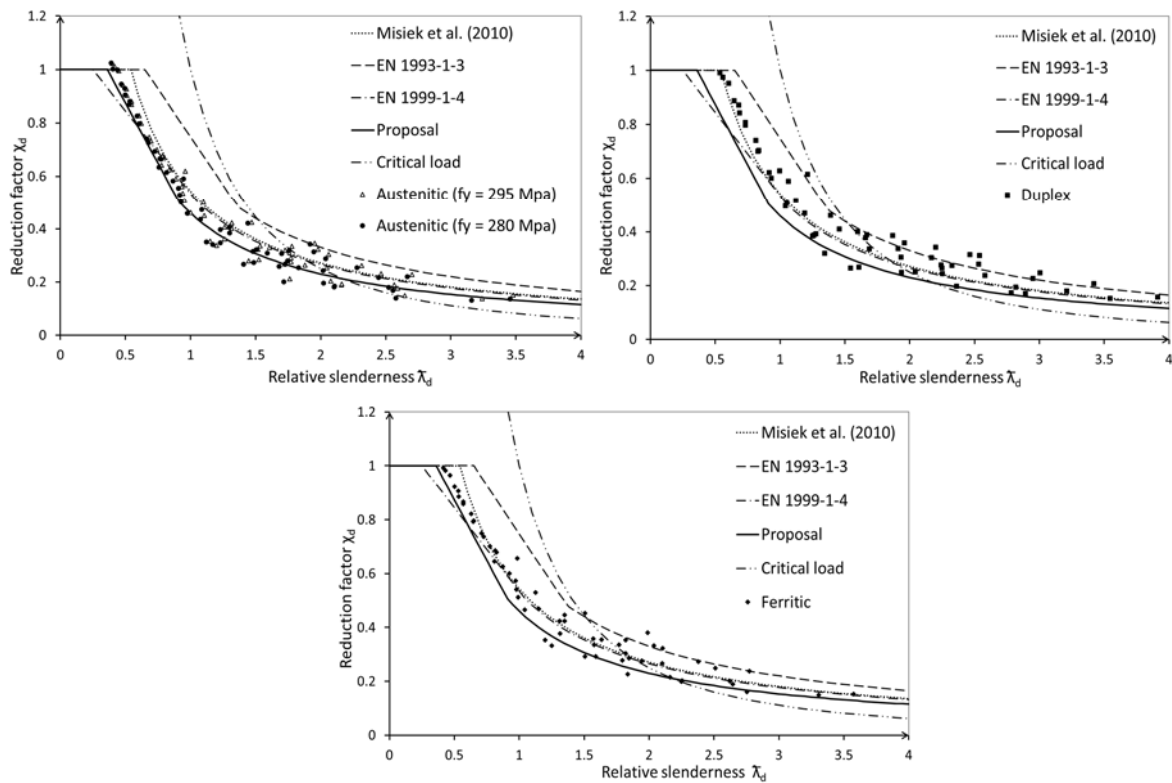 1.2
1
0.8
0.6
0.4
0.2
0
Reduction factor χd
0 0.5 1 1.5 2 2.5 3 3.5 4
Relative slenderness λ̄d
Misiek et al. (2010)
EN 1993-1-3
EN 1999-1-4
Proposal
Critical load
Austenitic (fy = 295 Mpa)
Austenitic (fy = 280 MPa)
1.2
1
0.8
0.6
0.4
0.2
0
Reduction factor χd
0 0.5 1 1.5 2 2.5 3 3.5 4
Relative slenderness λ̄d
Misiek et al. (2010)
EN 1993-1-3
EN 1999-1-4
Proposal
Critical load
Duplex
1.2
1
0.8
0.6
0.4
0.2
0
Reduction factor χd
0 0.5 1 1.5 2 2.5 3 3.5 4
Relative slenderness λ̄d
Misiek et al. (2010)
EN 1993-1-3
EN 1999-1-4
Proposal
Critical load
Ferritic